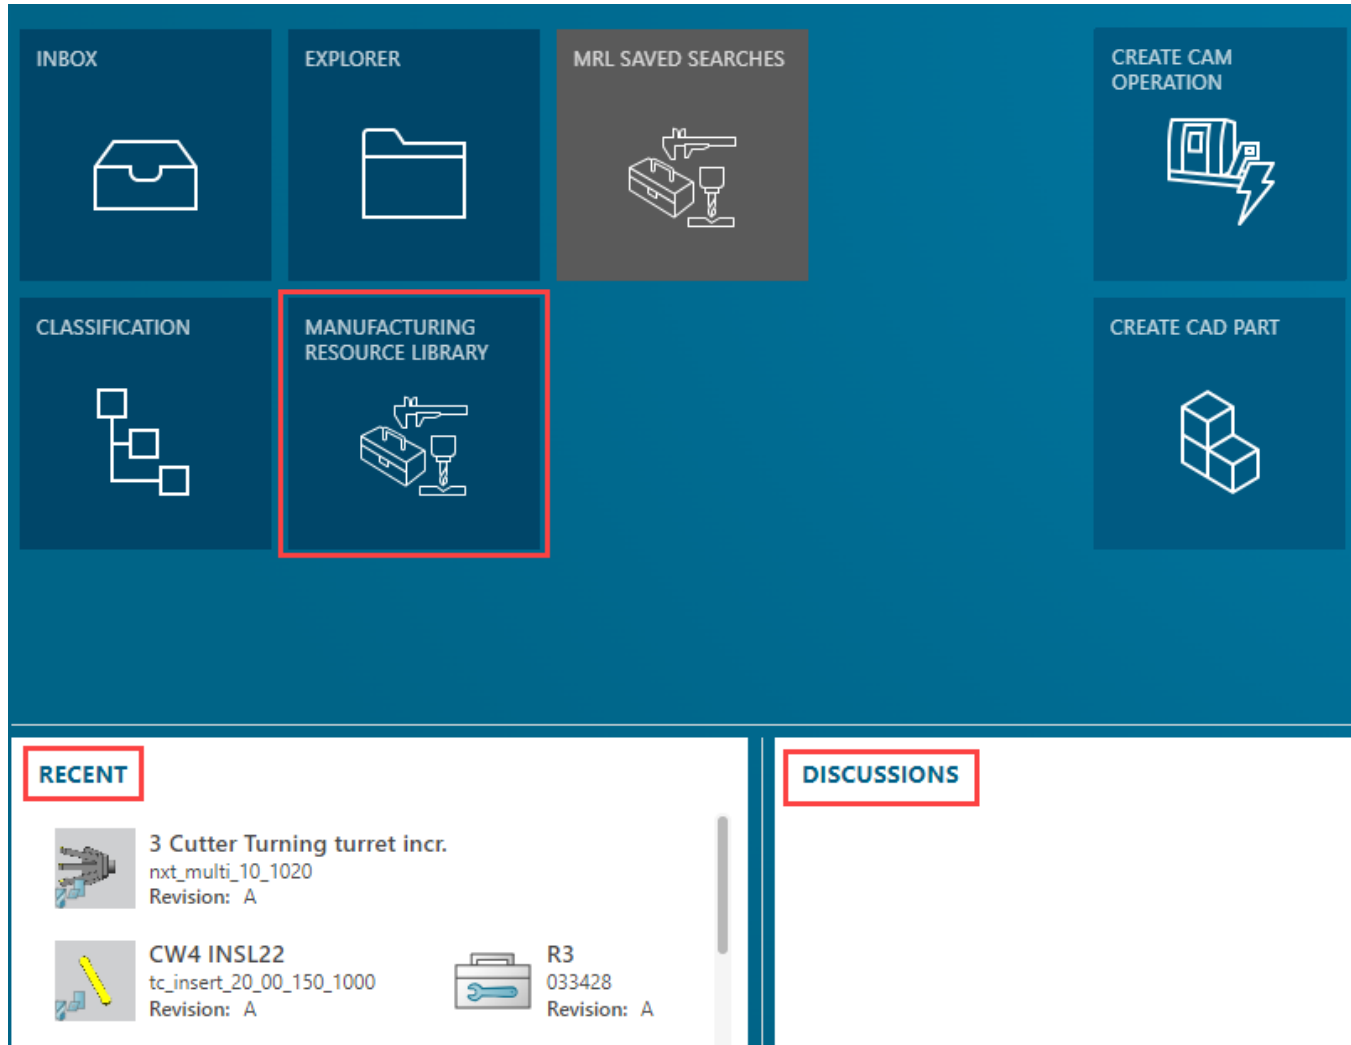 INBOX
EXPLORER
MRL SAVED SEARCHES
CREATE CAM
OPERATION
CLASSIFICATION
MANUFACTURING
RESOURCE LIBRARY
CREATE CAD PART
RECENT
3 Cutter Turning turret incr.
nxt_multi_10_1020
Revision: A
CW4 INSL22
tc_insert_20_00_150_1000
Revision: A
R3
033428
Revision: A
DISCUSSIONS